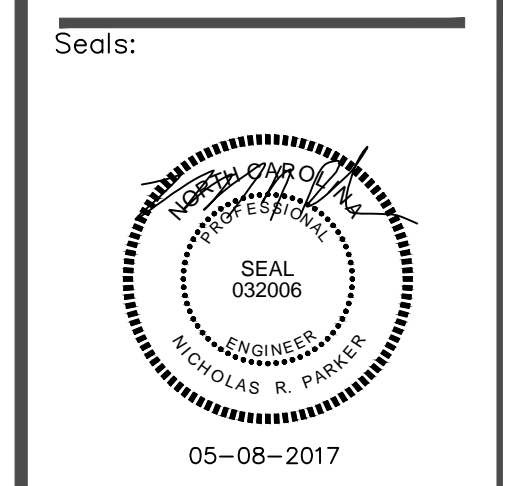 Seals:
NORTH CAROLINA
PROFESSIONAL
SEAL
032006
ENGINEER
NICHOLAS R. PARKER
05-08-2017